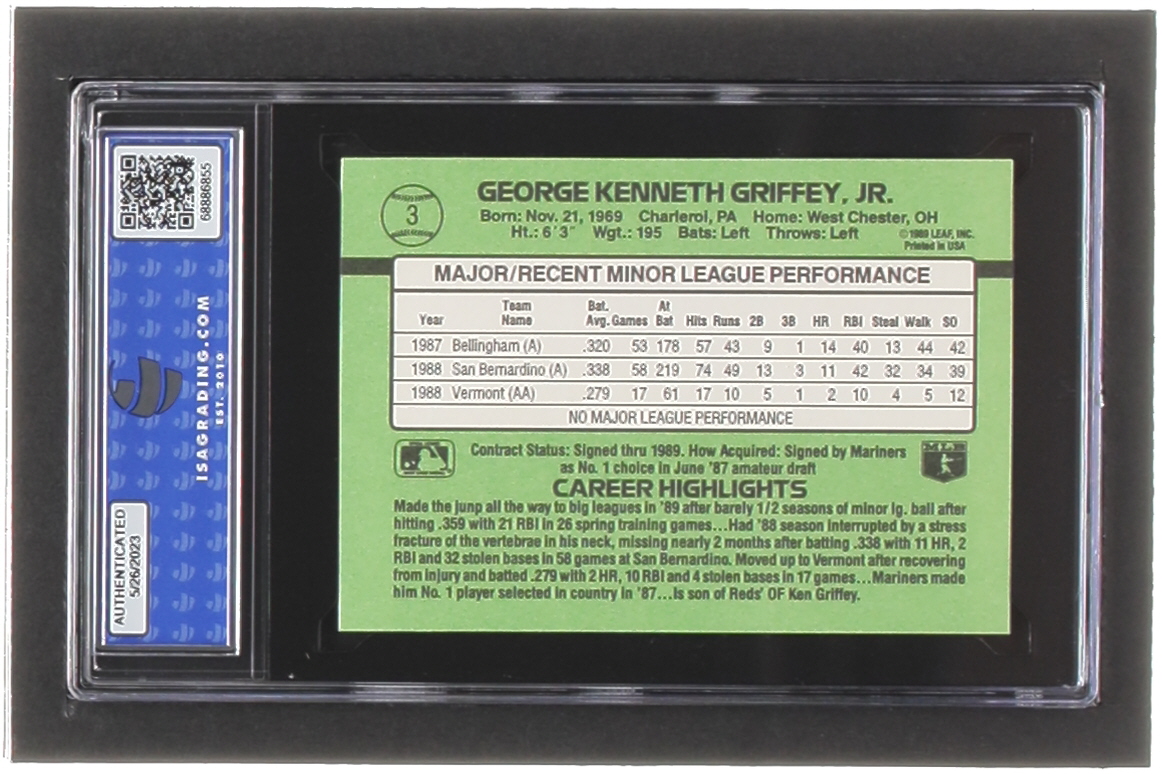 68886855
ISAGRADING.COM
EST. 2010
AUTHENTICATED
5/26/2023
3
GEORGE KENNETH GRIFFEY, JR.
Born: Nov. 21, 1969 Charleroi, PA Home: West Chester, OH
Ht.: 6'3" Wgt.: 195 Bats: Left Throws: Left
©1989 LEAF, INC.
Printed in USA
MAJOR/RECENT MINOR LEAGUE PERFORMANCE
Year Team Name Bat. Avg. Games At Bat Hits Runs 2B 3B HR RBI Steal Walk SO
1987 Bellingham (A) .320 53 178 57 43 9 1 14 40 13 44 42
1988 San Bernardino (A) .338 58 219 74 49 13 3 11 42 32 34 39
1988 Vermont (AA) .279 17 61 17 10 5 1 2 10 4 5 12
NO MAJOR LEAGUE PERFORMANCE
Contract Status: Signed thru 1989. How Acquired: Signed by Mariners
as No. 1 choice in June '87 amateur draft
CAREER HIGHLIGHTS
Made the junp all the way to big leagues in '89 after barely 1/2 seasons of minor lg. ball after
hitting .359 with 21 RBI in 26 spring training games...Had '88 season interrupted by a stress
fracture of the vertebrae in his neck, missing nearly 2 months after batting .338 with 11 HR, 2
RBI and 32 stolen bases in 58 games at San Bernardino. Moved up to Vermont after recovering
from injury and batted .279 with 2 HR, 10 RBI and 4 stolen bases in 17 games...Mariners made
him No. 1 player selected in country in '87...Is son of Reds' OF Ken Griffey.